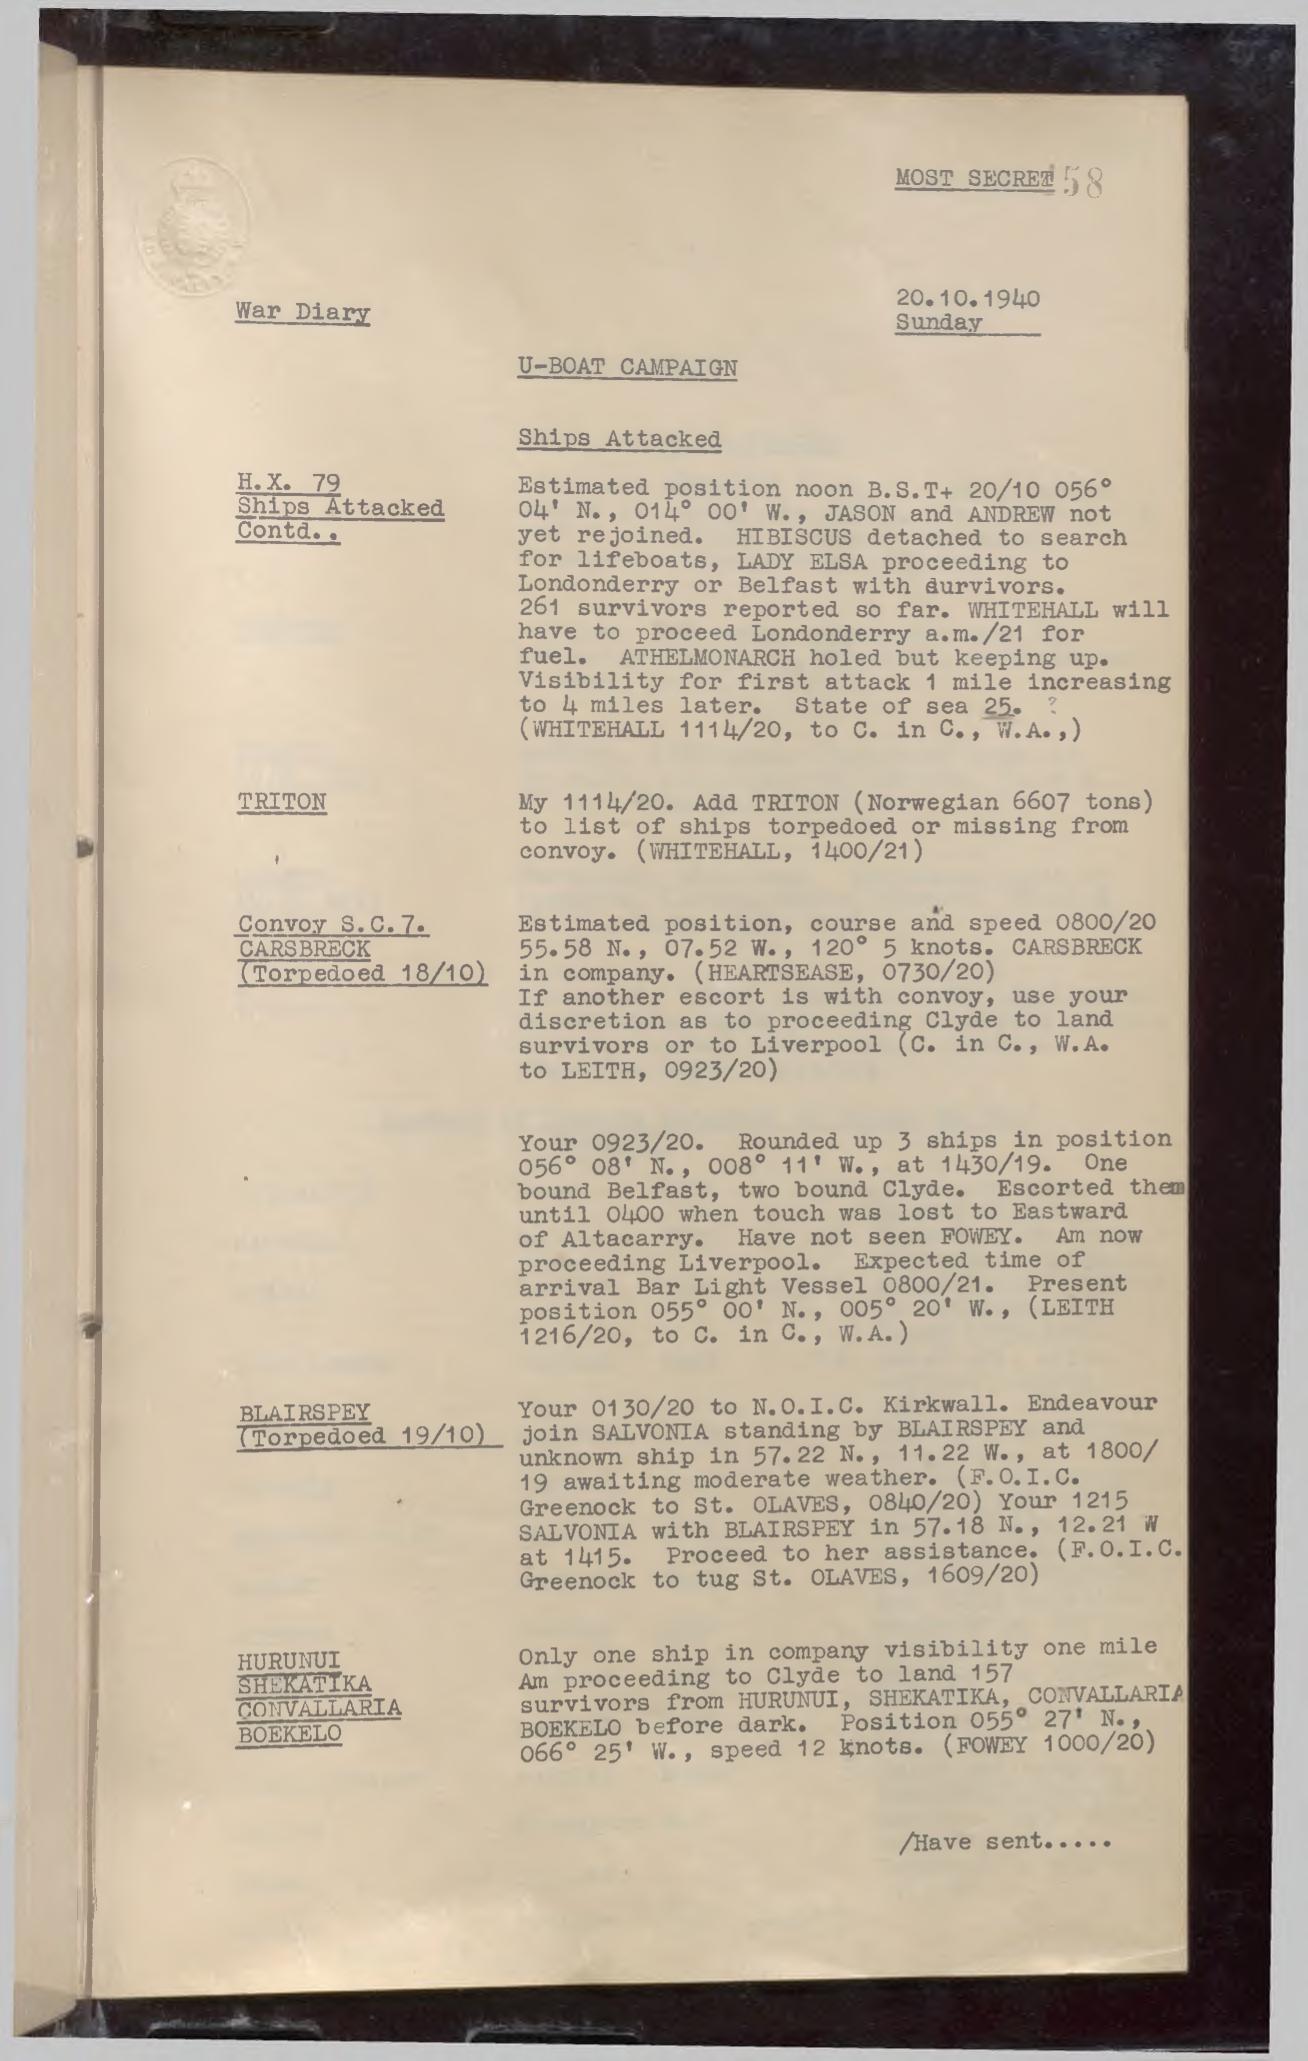 MOST SECRET 58
War Diary
20.10.1940
Sunday
U-BOAT CAMPAIGN
Ships Attacked
H.X. 79
Ships Attacked
Contd..
Estimated position noon B.S.T+ 20/10 056°
04' N., 014° 00' W., JASON and ANDREW not
yet rejoined. HIBISCUS detached to search
for lifeboats, LADY ELSA proceeding to
Londonderry or Belfast with survivors.
261 survivors reported so far. WHITEHALL will
have to proceed Londonderry a.m./21 for
fuel. ATHELMONARCH holed but keeping up.
Visibility for first attack 1 mile increasing
to 4 miles later. State of sea 25. ?
(WHITEHALL 1114/20, to C. in C., W.A.,)
TRITON
My 1114/20. Add TRITON (Norwegian 6607 tons)
to list of ships torpedoed or missing from
convoy. (WHITEHALL, 1400/21)
Convoy S.C.7.
CARSBRECK
(Torpedoed 18/10)
Estimated position, course and speed 0800/20
55.58 N., 07.52 W., 120° 5 knots. CARSBRECK
in company. (HEARTSEASE, 0730/20)
If another escort is with convoy, use your
discretion as to proceeding Clyde to land
survivors or to Liverpool (C. in C., W.A.
to LEITH, 0923/20)
Your 0923/20. Rounded up 3 ships in position
056° 08' N., 008° 11' W., at 1430/19. One
bound Belfast, two bound Clyde. Escorted them
until 0400 when touch was lost to Eastward
of Altacarry. Have not seen FOWEY. Am now
proceeding Liverpool. Expected time of
arrival Bar Light Vessel 0800/21. Present
position 055° 00' N., 005° 20' W., (LEITH
1216/20, to C. in C., W.A.)
BLAIRSPEY
(Torpedoed 19/10)
Your 0130/20 to N.O.I.C. Kirkwall. Endeavour
join SALVONIA standing by BLAIRSPEY and
unknown ship in 57.22 N., 11.22 W., at 1800/
19 awaiting moderate weather. (F.O.I.C.
Greenock to St. OLAVES, 0840/20) Your 1215
SALVONIA with BLAIRSPEY in 57.18 N., 12.21 W
at 1415. Proceed to her assistance. (F.O.I.C.
Greenock to tug St. OLAVES, 1609/20)
HURUNUI
SHEKATIKA
CONVALLARIA
BOEKELO
Only one ship in company visibility one mile
Am proceeding to Clyde to land 157
survivors from HURUNUI, SHEKATIKA, CONVALLARIA
BOEKELO before dark. Position 055° 27' N.,
066° 25' W., speed 12 knots. (FOWEY 1000/20)
/Have sent.....